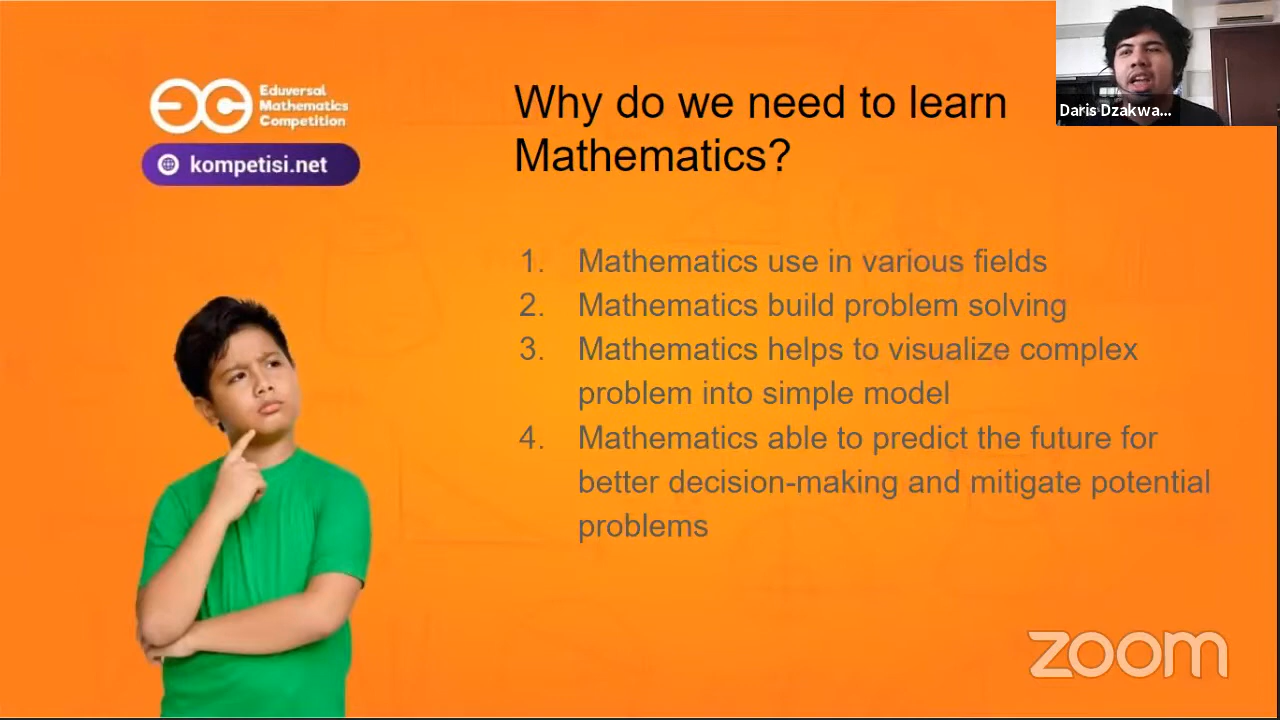 Eduversal
Mathematics
Competition
kompetisi.net
Why do we need to learn
Mathematics?
1. Mathematics use in various fields
2. Mathematics build problem solving
3. Mathematics helps to visualize complex
problem into simple model
4. Mathematics able to predict the future for
better decision-making and mitigate potential
problems
Daris Dzakwa...
zoom